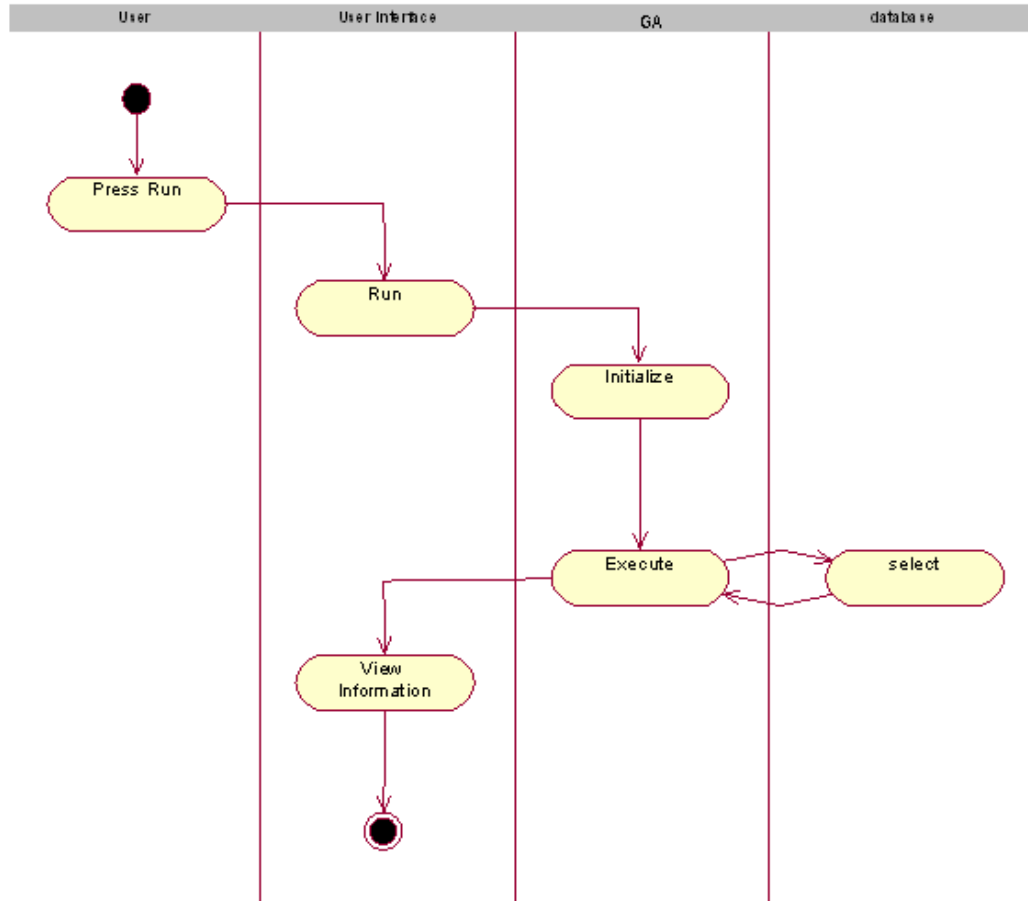 User
User Interface
GA
database
Press Run
Run
Initialize
Execute
select
View
Information